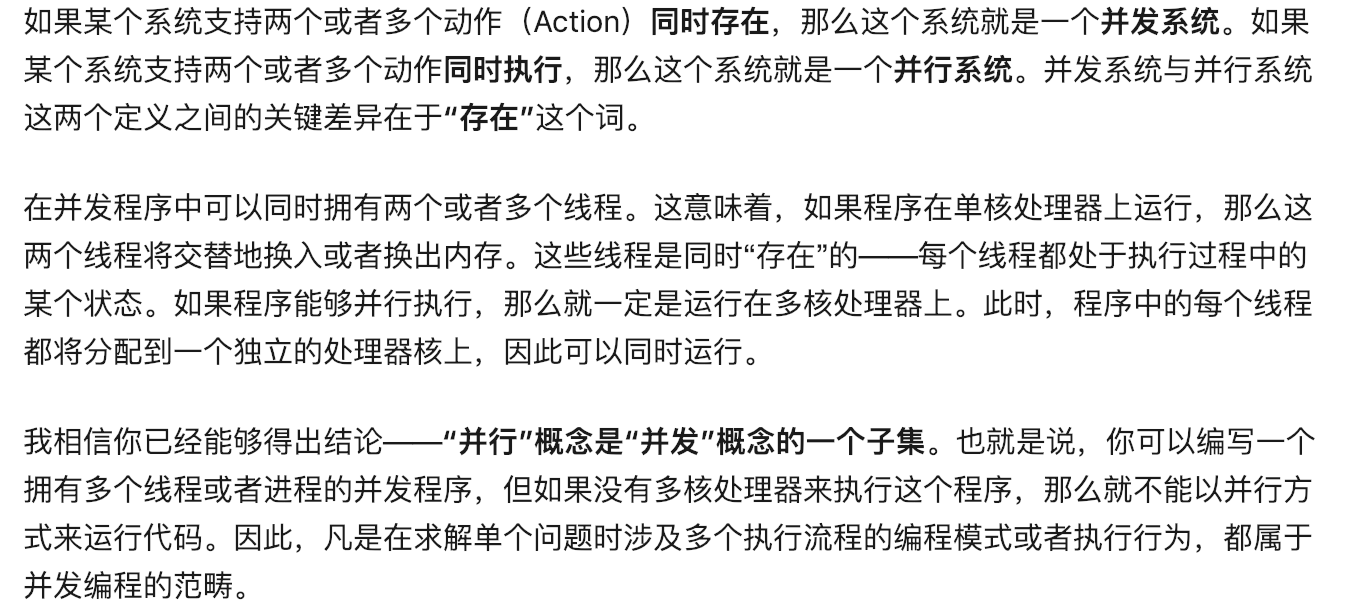 如果某个系统支持两个或者多个动作（Action）同时存在，那么这个系统就是一个并发系统。如果
某个系统支持两个或者多个动作同时执行，那么这个系统就是一个并行系统。并发系统与并行系统
这两个定义之间的关键差异在于“存在”这个词。
在并发程序中可以同时拥有两个或者多个线程。这意味着，如果程序在单核处理器上运行，那么这
两个线程将交替地换入或者换出内存。这些线程是同时“存在”的——每个线程都处于执行过程中的
某个状态。如果程序能够并行执行，那么就一定是运行在多核处理器上。此时，程序中的每个线程
都将分配到一个独立的处理器核上，因此可以同时运行。
我相信你已经能够得出结论——“并行”概念是“并发”概念的一个子集。也就是说，你可以编写一个
拥有多个线程或者进程的并发程序，但如果没有多核处理器来执行这个程序，那么就不能以并行方
式来运行代码。因此，凡是在求解单个问题时涉及多个执行流程的编程模式或者执行行为，都属于
并发编程的范畴。